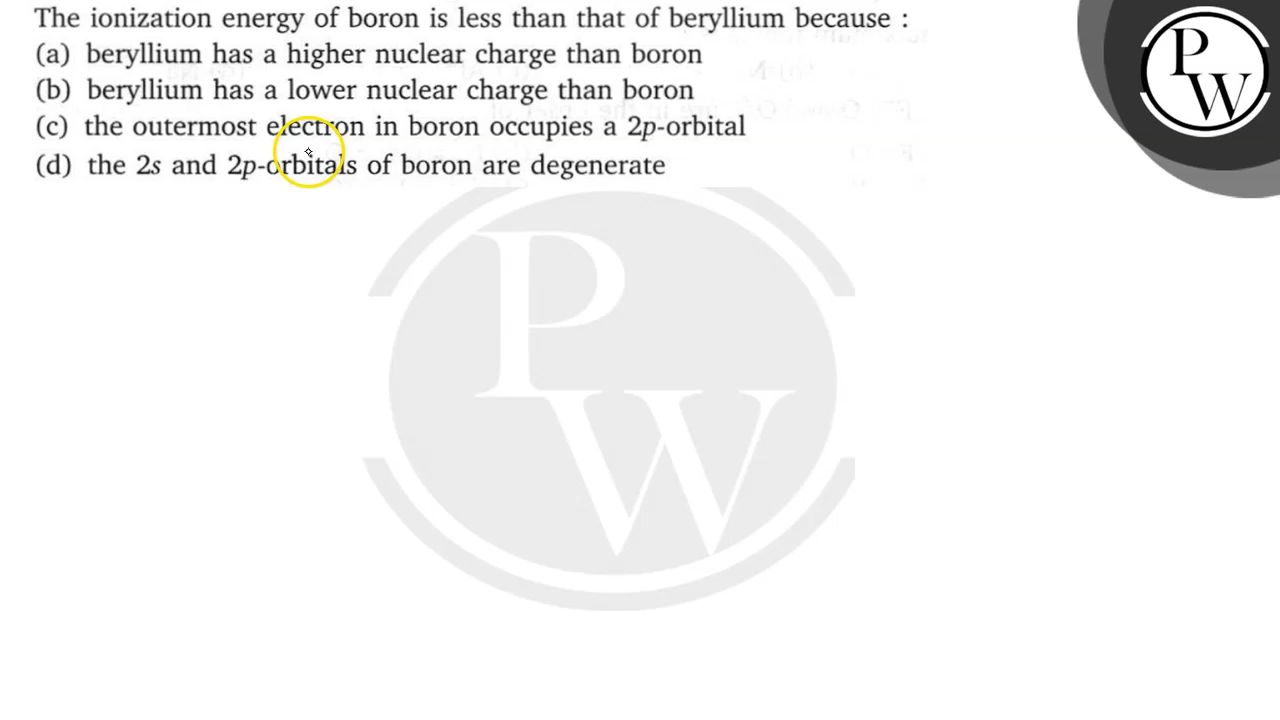 The ionization energy of boron is less than that of beryllium because :
(a) beryllium has a higher nuclear charge than boron
(b) beryllium has a lower nuclear charge than boron
(c) the outermost electron in boron occupies a 2p-orbital
(d) the 2s and 2p-orbitals of boron are degenerate
PW
PW